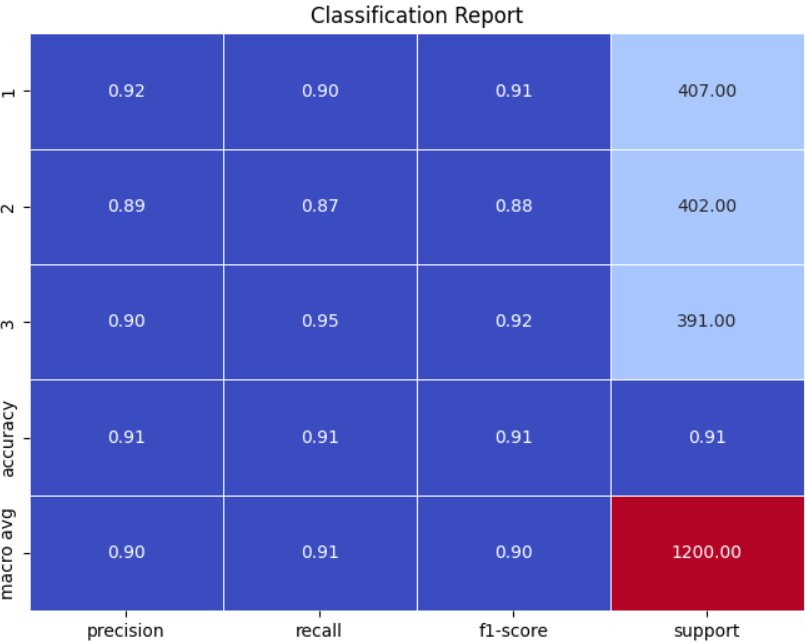 Classification Report
1 0.92 0.90 0.91 407.00
2 0.89 0.87 0.88 402.00
3 0.90 0.95 0.92 391.00
accuracy 0.91 0.91 0.91 0.91
macro avg 0.90 0.91 0.90 1200.00
precision recall f1-score support